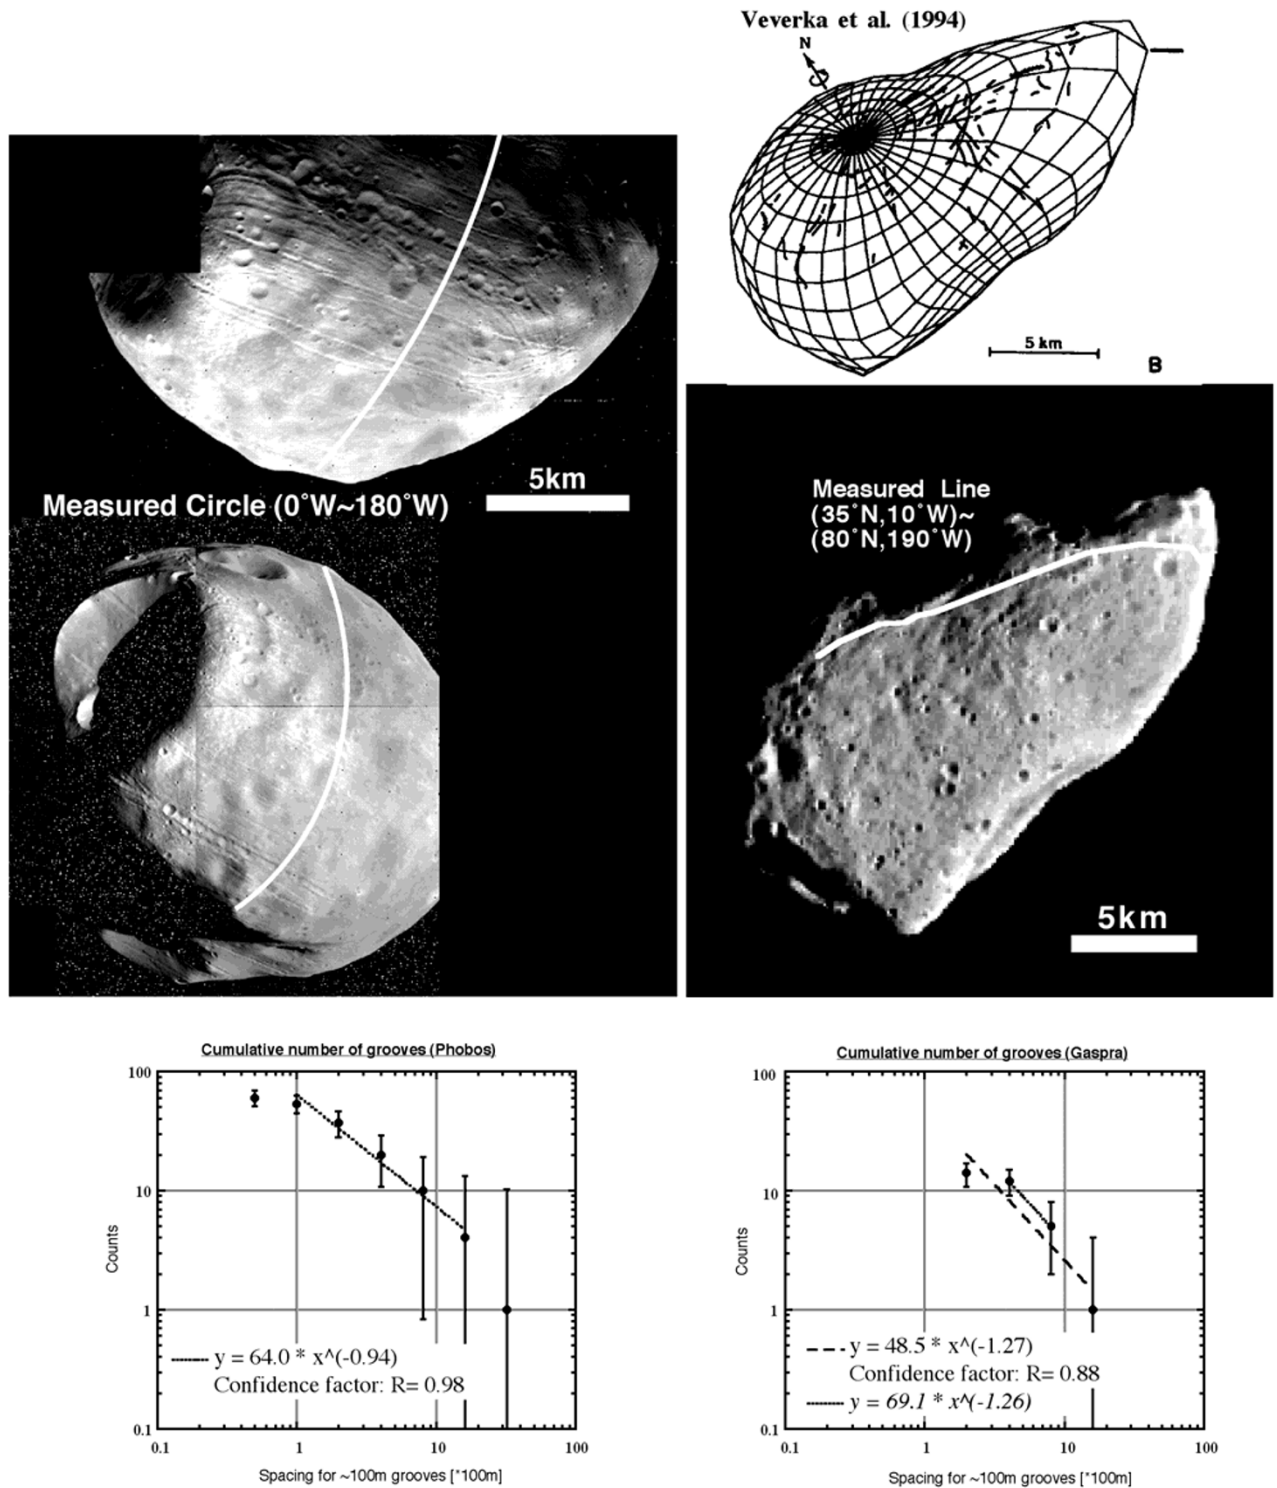 Veverka et al. (1994)
N
5 km
B
5km
Measured Circle (0°W~180°W)
Measured Line
(35°N,10°W)~
(80°N,190°W)
5km
Cumulative number of grooves (Phobos)
100
10
1
0.1
Counts
y = 64.0 * x^(-0.94)
Confidence factor: R= 0.98
0.1 1 10 100
Spacing for ~100m grooves [*100m]
Cumulative number of grooves (Gaspra)
100
10
1
0.1
Counts
y = 48.5 * x^(-1.27)
Confidence factor: R= 0.88
y = 69.1 * x^(-1.26)
0.1 1 10 100
Spacing for ~100m grooves [*100m]